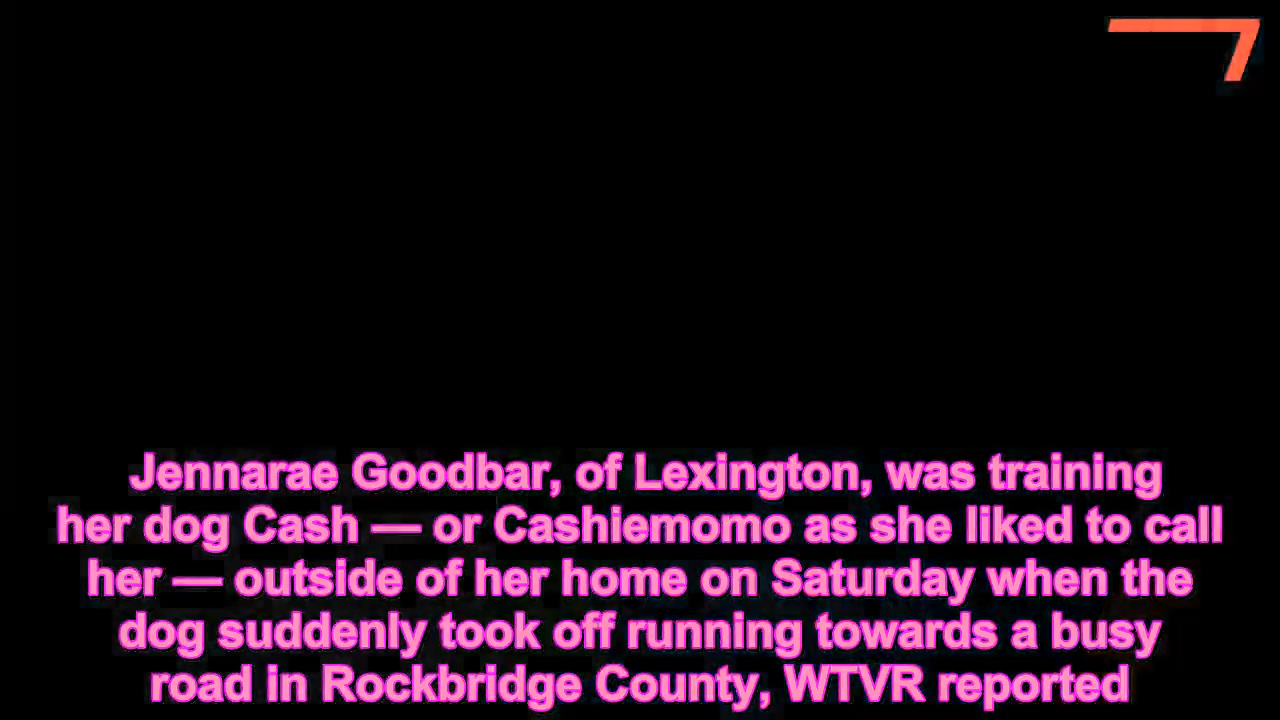 Jennarae Goodbar, of Lexington, was training
her dog Cash — or Cashiemomo as she liked to call
her — outside of her home on Saturday when the
dog suddenly took off running towards a busy
road in Rockbridge County, WTVR reported